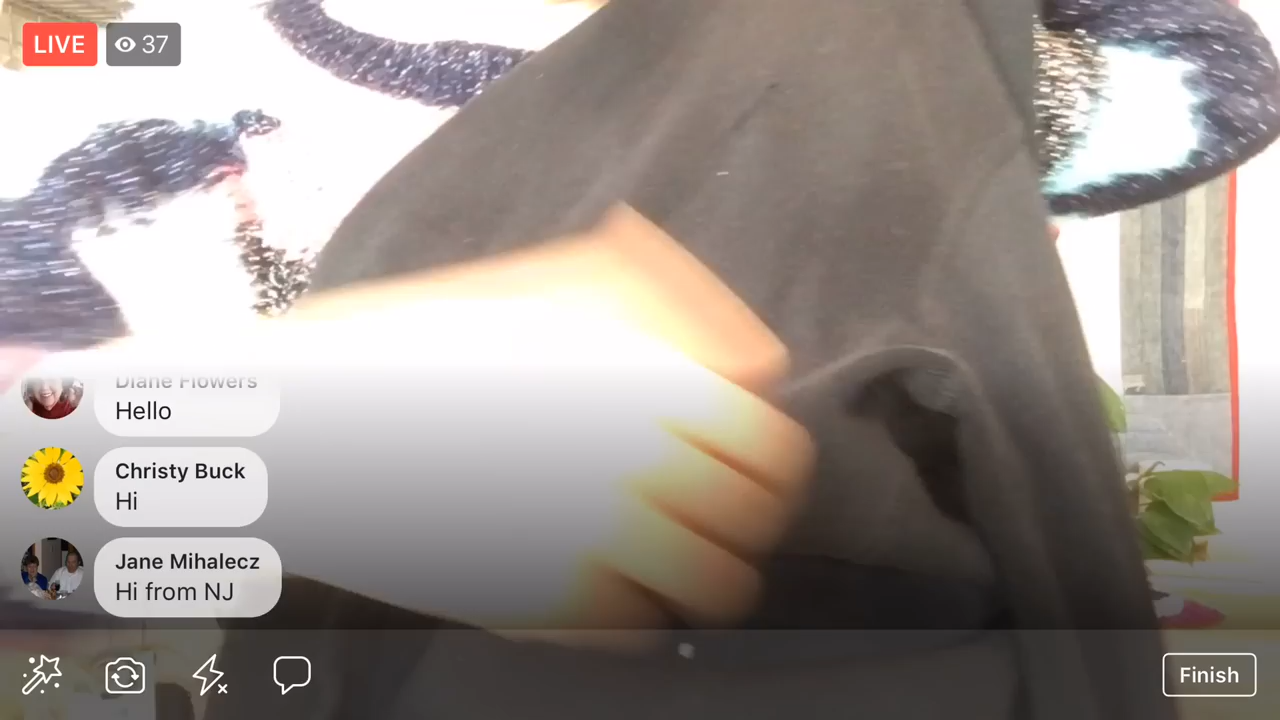 LIVE
37
Diane Flowers
Hello
Christy Buck
Hi
Jane Mihalecz
Hi from NJ
Finish